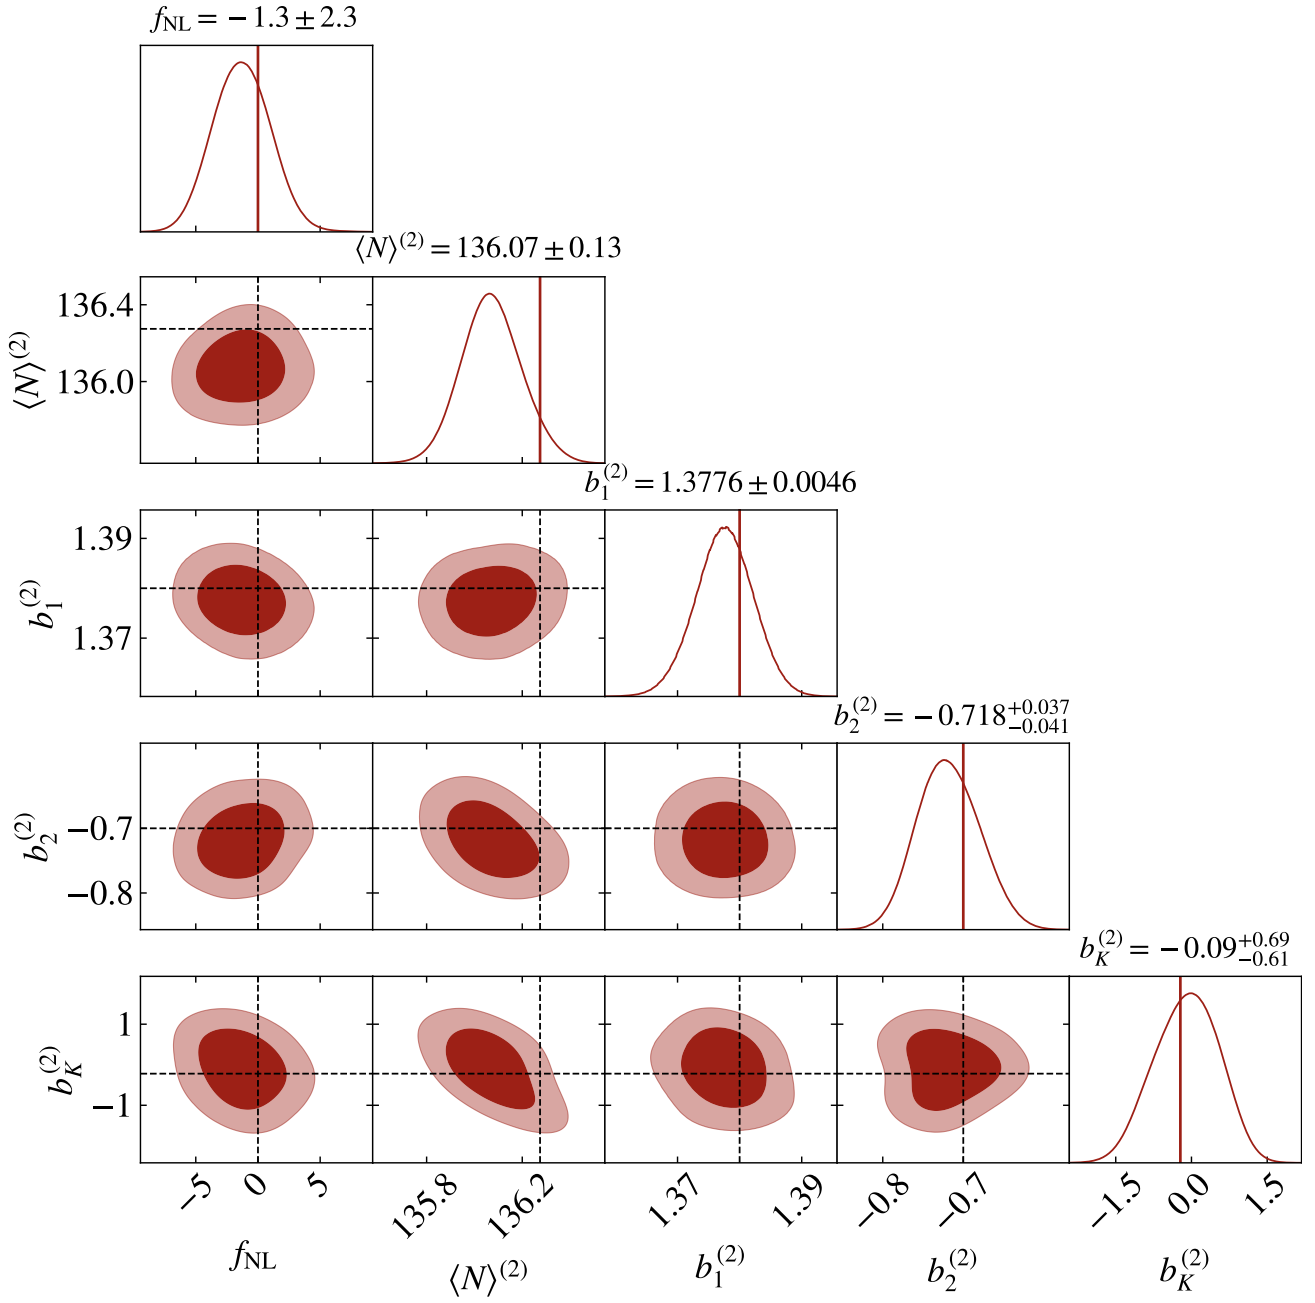 f_NL = −1.3 ± 2.3
⟨N⟩^(2) = 136.07 ± 0.13
136.4
136.0
⟨N⟩^(2)
b_1^(2) = 1.3776 ± 0.0046
1.39
1.37
b_1^(2)
b_2^(2) = −0.718^{+0.037}_{−0.041}
−0.7
−0.8
b_2^(2)
b_K^(2) = −0.09^{+0.69}_{−0.61}
1
−1
b_K^(2)
−5 0 5 135.8 136.2 1.37 1.39 −0.8 −0.7 −1.5 0.0 1.5
f_NL ⟨N⟩^(2) b_1^(2) b_2^(2) b_K^(2)